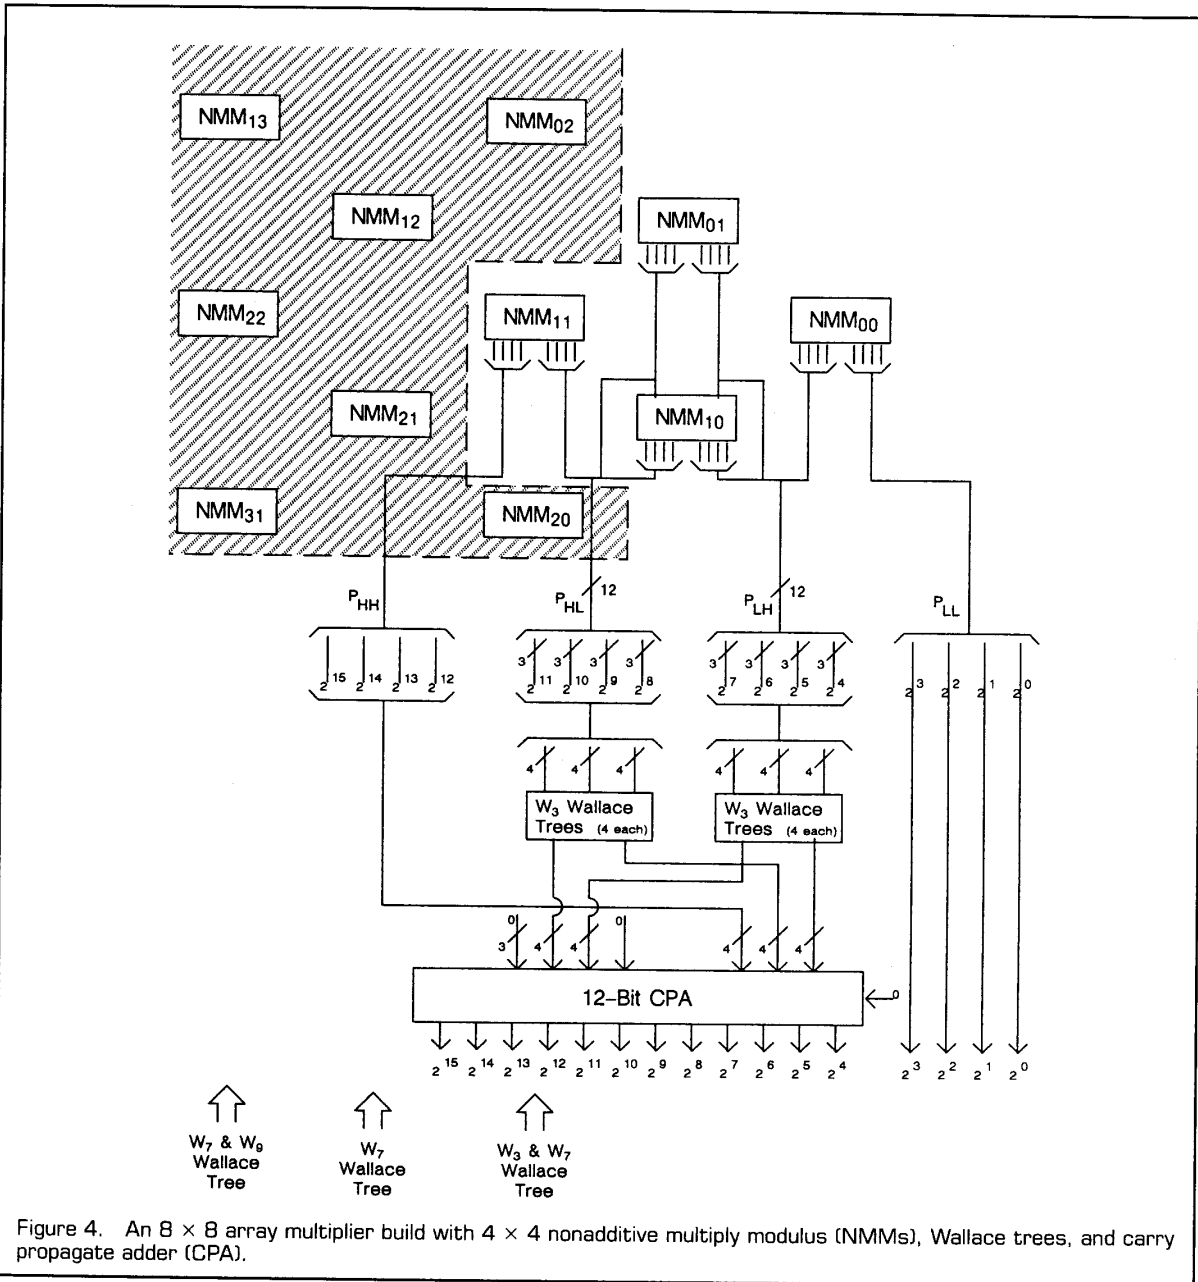 NMM13
NMM02
NMM12
NMM01
NMM22
NMM11
NMM00
NMM21
NMM10
NMM31
NMM20
PHH
PHL 12
PLH 12
PLL
2^15 2^14 2^13 2^12
3 3 3 3
2^11 2^10 2^9 2^8
3 3 3 3
2^7 2^6 2^5 2^4
2^3 2^2 2^1 2^0
4 4 4
4 4 4
W3 Wallace
Trees (4 each)
W3 Wallace
Trees (4 each)
0 0
3 4 4 4 4 4
12-Bit CPA
0
2^15 2^14 2^13 2^12 2^11 2^10 2^9 2^8 2^7 2^6 2^5 2^4 2^3 2^2 2^1 2^0
W7 & W9
Wallace
Tree
W7
Wallace
Tree
W3 & W7
Wallace
Tree
Figure 4. An 8 × 8 array multiplier build with 4 × 4 nonadditive multiply modulus (NMMs), Wallace trees, and carry
propagate adder (CPA).